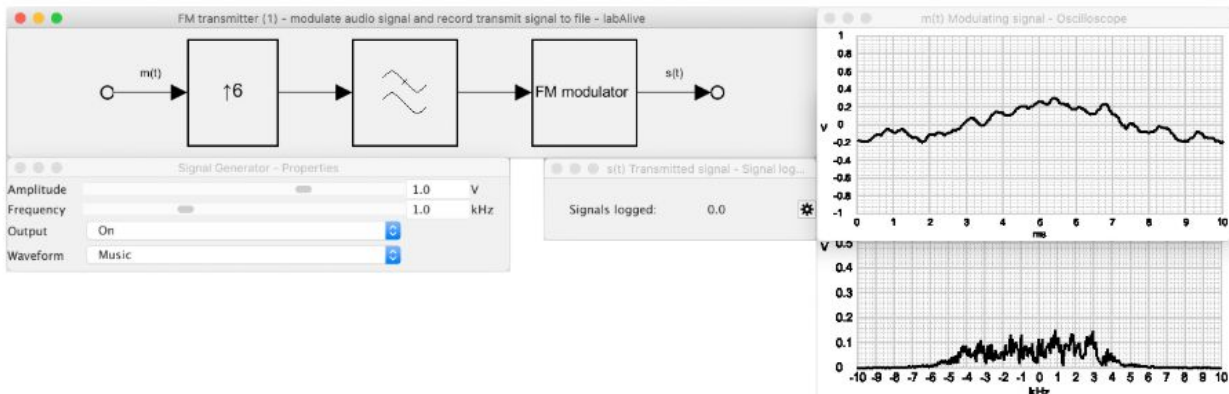 FM transmitter (1) - modulate audio signal and record transmit signal to file - labAlive
m(t)
↑6
FM modulator
s(t)
Signal Generator - Properties
Amplitude 1.0 V
Frequency 1.0 kHz
Output On
Waveform Music
s(t) Transmitted signal - Signal log...
Signals logged: 0.0
m(t) Modulating signal - Oscilloscope
1
0.8
0.6
0.4
0.2
0
V
-0.2
-0.4
-0.6
-0.8
-1
0 1 2 3 4 5 6 7 8 9 10
ms
V
0.5
0.4
0.3
0.2
0.1
0
-10 -9 -8 -7 -6 -5 -4 -3 -2 -1 0 1 2 3 4 5 6 7 8 9 10
kHz